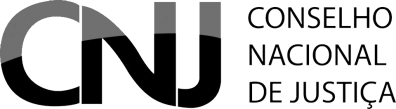 CNJ
CONSELHO
NACIONAL
DE JUSTIÇA